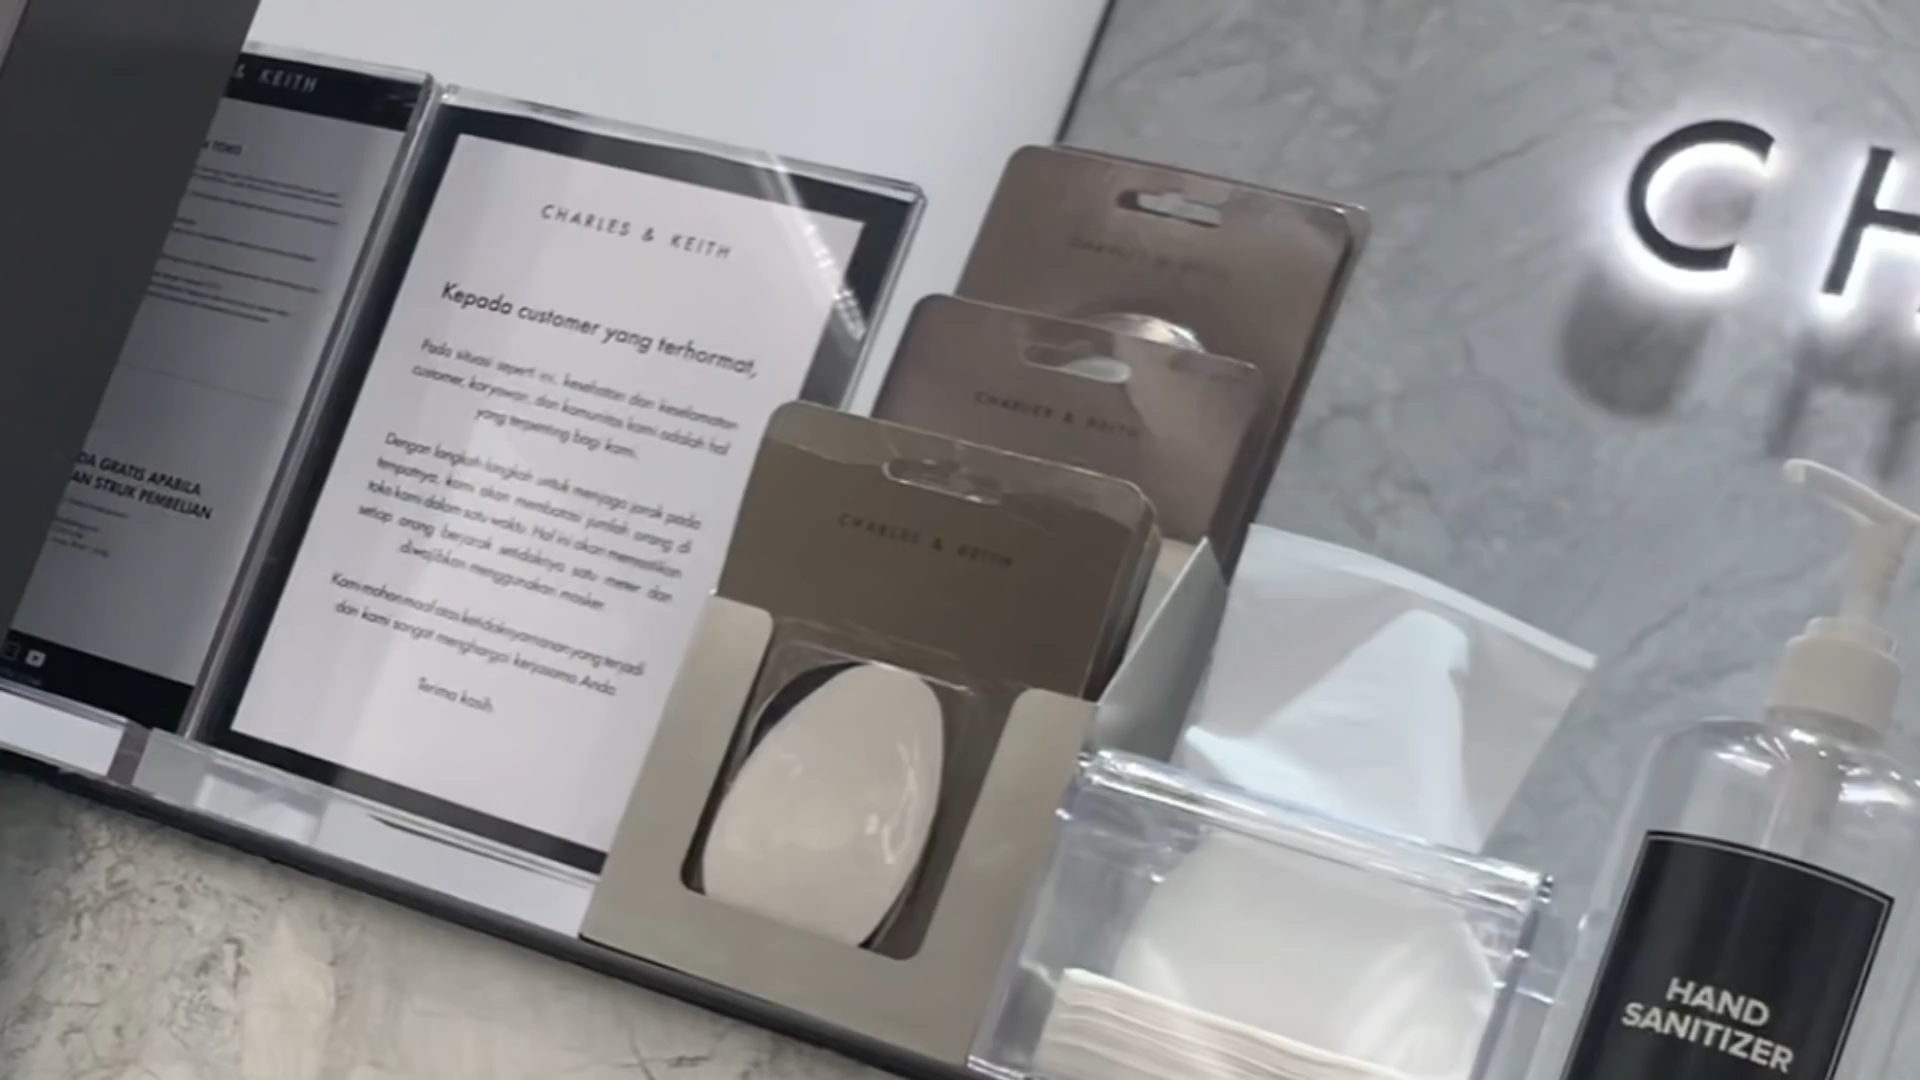 & KEITH
TOKO
DA GRATIS APABILA
AN STRUK PEMBELIAN
CHARLES & KEITH
Kepada customer yang terhormat,
Pada situasi seperti ini, kesehatan dan keselamatan
customer, karyawan, dan komunitas kami adalah hal
yang terpenting bagi kami.
Dengan langkah-langkah untuk menjaga jarak pada
tempatnya, kami akan membatasi jumlah orang di
toko kami dalam satu waktu. Hal ini akan memastikan
setiap orang berjarak setidaknya satu meter dan
diwajibkan menggunakan masker.
Kami mohon maaf atas ketidaknyamanan yang terjadi
dan kami sangat menghargai kerjasama Anda.
Terima kasih.
CHARLES & KEITH
CHARLES & KEITH
CHARLES & KEITH
CH
HAND
SANITIZER